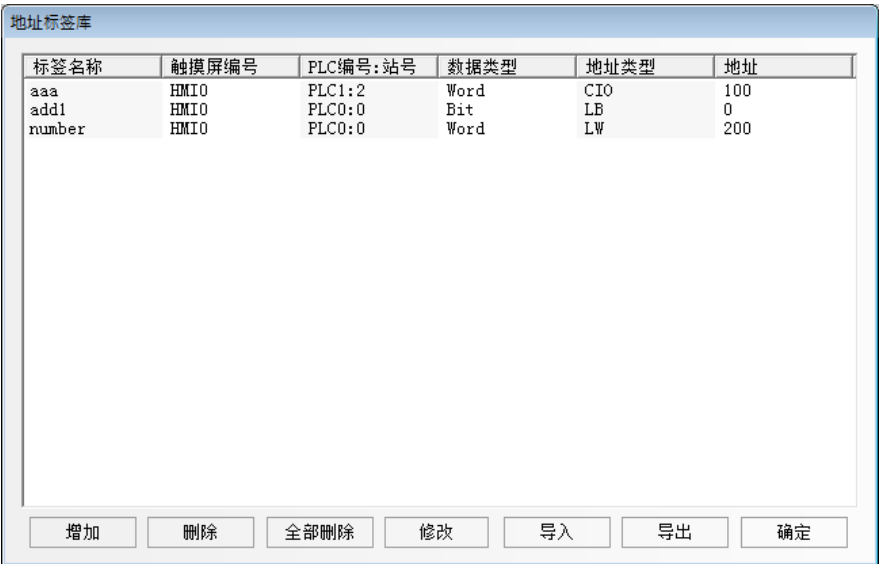 地址标签库
标签名称 触摸屏编号 PLC编号:站号 数据类型 地址类型 地址
aaa HMI0 PLC1:2 Word CIO 100
add1 HMI0 PLC0:0 Bit LB 0
number HMI0 PLC0:0 Word LW 200
增加 删除 全部删除 修改 导入 导出 确定